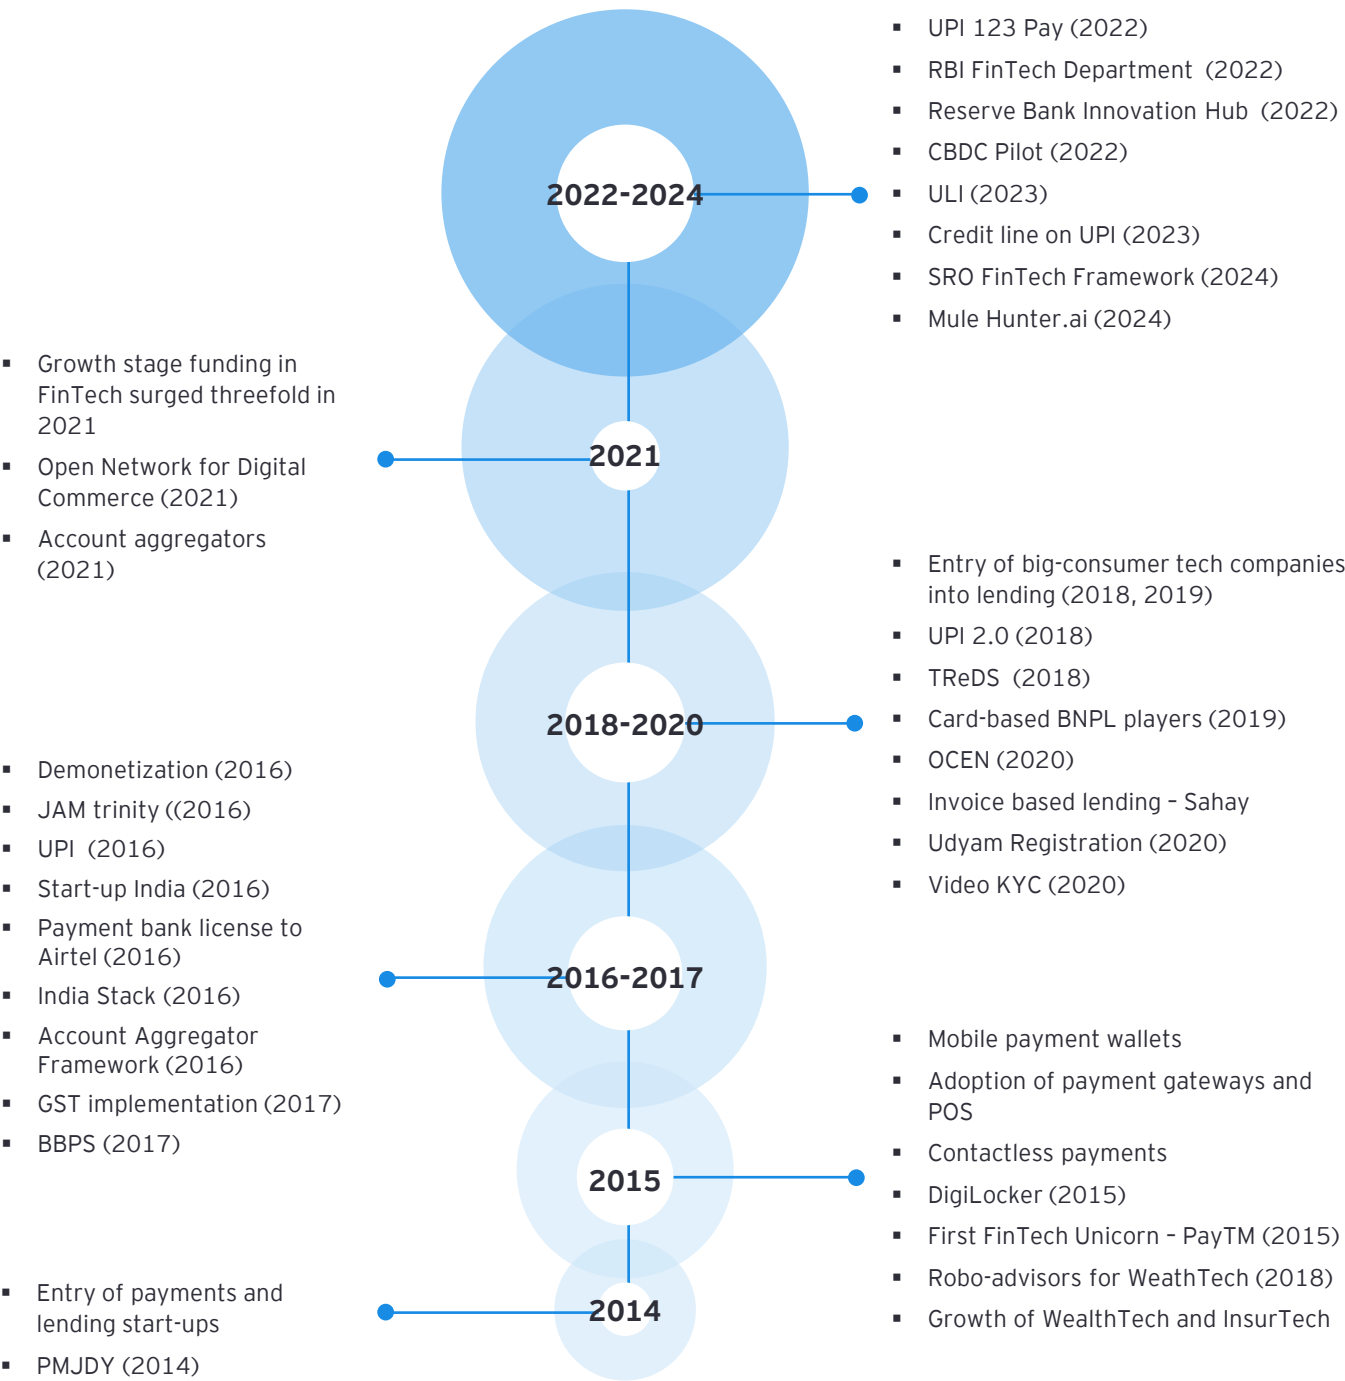 ▪ UPI 123 Pay (2022)
▪ RBI FinTech Department (2022)
▪ Reserve Bank Innovation Hub (2022)
▪ CBDC Pilot (2022)
▪ ULI (2023)
▪ Credit line on UPI (2023)
▪ SRO FinTech Framework (2024)
▪ Mule Hunter.ai (2024)
2022-2024
▪ Growth stage funding in
FinTech surged threefold in
2021
▪ Open Network for Digital
Commerce (2021)
▪ Account aggregators
(2021)
2021
▪ Entry of big-consumer tech companies
into lending (2018, 2019)
▪ UPI 2.0 (2018)
▪ TReDS (2018)
▪ Card-based BNPL players (2019)
▪ OCEN (2020)
▪ Invoice based lending – Sahay
▪ Udyam Registration (2020)
▪ Video KYC (2020)
2018-2020
▪ Demonetization (2016)
▪ JAM trinity ((2016)
▪ UPI (2016)
▪ Start-up India (2016)
▪ Payment bank license to
Airtel (2016)
▪ India Stack (2016)
▪ Account Aggregator
Framework (2016)
▪ GST implementation (2017)
▪ BBPS (2017)
2016-2017
▪ Mobile payment wallets
▪ Adoption of payment gateways and
POS
▪ Contactless payments
▪ DigiLocker (2015)
▪ First FinTech Unicorn – PayTM (2015)
▪ Robo-advisors for WeathTech (2018)
▪ Growth of WealthTech and InsurTech
2015
▪ Entry of payments and
lending start-ups
▪ PMJDY (2014)
2014